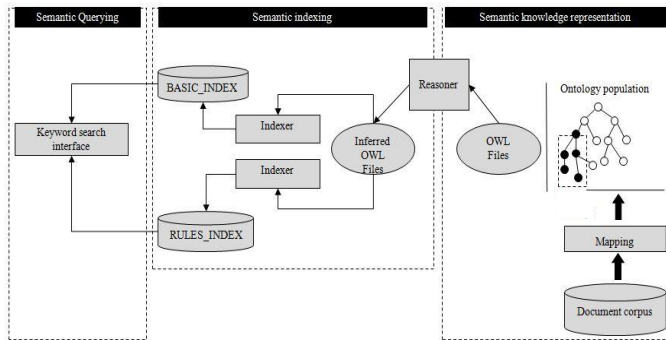 Semantic Querying
Semantic indexing
Semantic knowledge representation
BASIC_INDEX
Reasoner
Ontology population
Keyword search
interface
Indexer
Inferred
OWL
Files
OWL
Files
Indexer
RULES_INDEX
Mapping
Document corpus